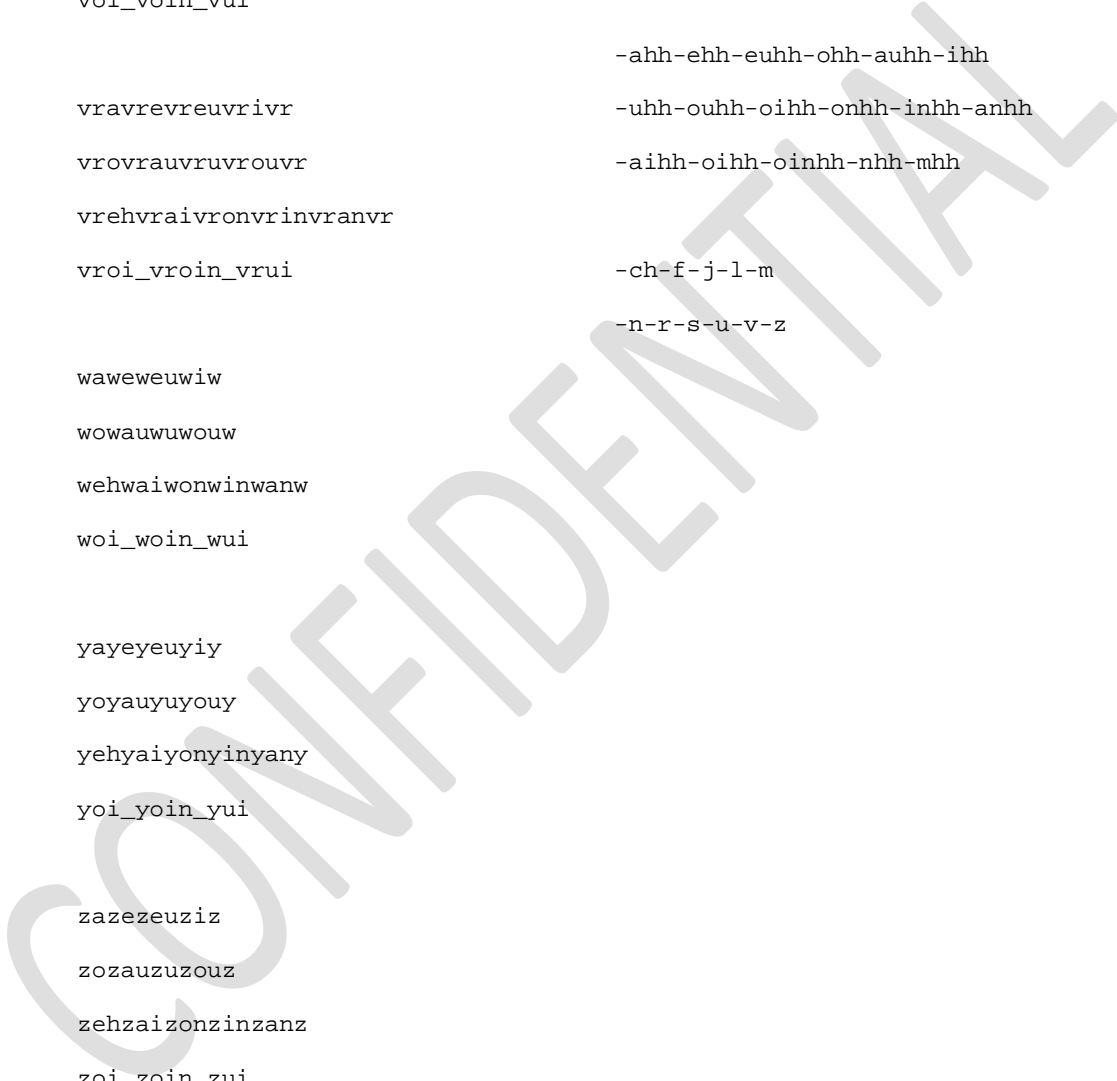 voi_voin_vui
vravrevreuvrivr
vrovrauvruvrouvr
vrehvraivronvrinvranvr
vroi_vroin_vrui
waweweuwiw
wowauwuwouw
wehwaiwonwinwanw
woi_woin_wui
yayeyeuyiy
yoyauyuyouy
yehyaiyonyinyany
yoi_yoin_yui
zazezeuziz
zozauzuzouz
zehzaizonzinzanz
zoi_zoin_zui
-ahh-ehh-euhh-ohh-auhh-ihh
-uhh-ouhh-oihh-onhh-inhh-anhh
-aihh-oihh-oinhh-nhh-mhh
-ch-f-j-l-m
-n-r-s-u-v-z
CONFIDENTIAL